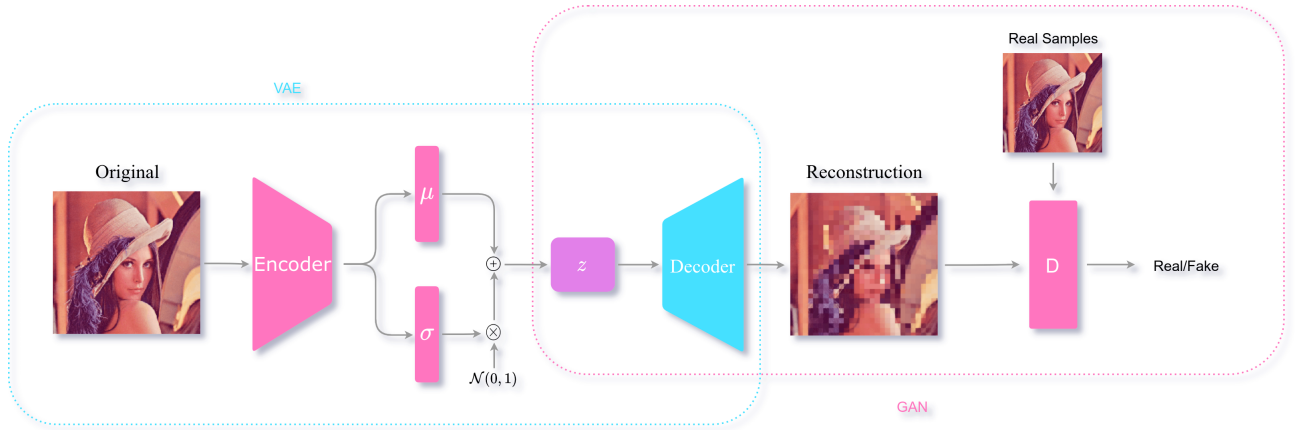 VAE
Original
Encoder
μ
σ
𝒩(0,1)
z
Decoder
Reconstruction
Real Samples
D
Real/Fake
GAN